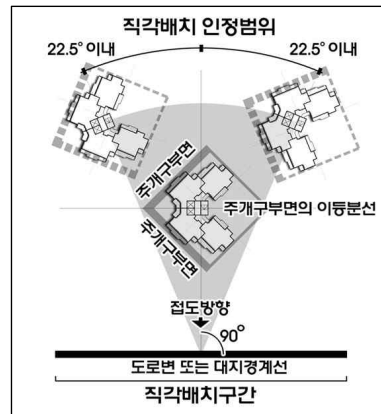 직각배치 인정범위
22.5° 이내
22.5° 이내
주개구부면
주개구부면의 이등분선
주개구부면
접도방향
90°
도로변 또는 대지경계선
직각배치구간